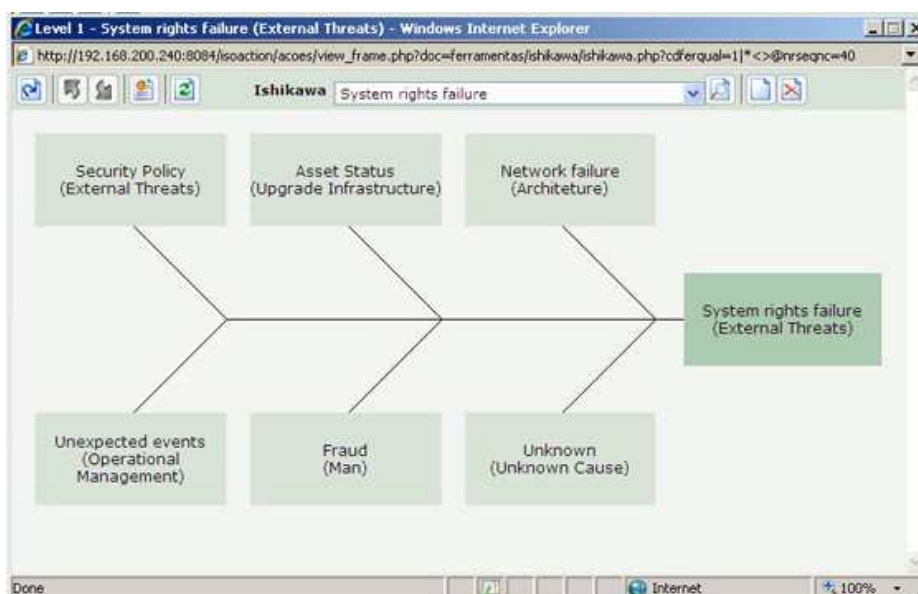 Level 1 - System rights failure (External Threats) - Windows Internet Explorer
http://192.168.200.240:8084/isoaction/acoes/view_frame.php?doc=ferramentas/ishikawa/ishikawa.php?cdferqual=1|*<>@nrseqnc=40
Ishikawa System rights failure
Security Policy
(External Threats)
Asset Status
(Upgrade Infrastructure)
Network failure
(Architeture)
System rights failure
(External Threats)
Unexpected events
(Operational
Management)
Fraud
(Man)
Unknown
(Unknown Cause)
Done
Internet
100%